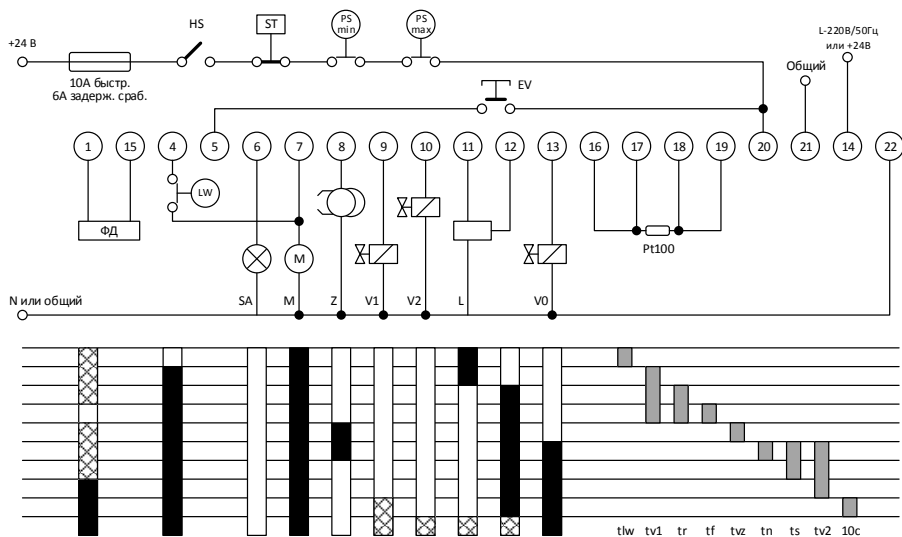 HS
ST
PS
min
PS
max
+24 В
10А быстр.
6А задерж. сраб.
L-220В/50Гц
или +24В
Общий
EV
1 15 4 5 6 7 8 9 10 11 12 13 16 17 18 19 20 21 14 22
LW
ФД
М
Pt100
N или общий
SA M Z V1 V2 L V0
tlw tv1 tr tf tvz tn ts tv2 10c